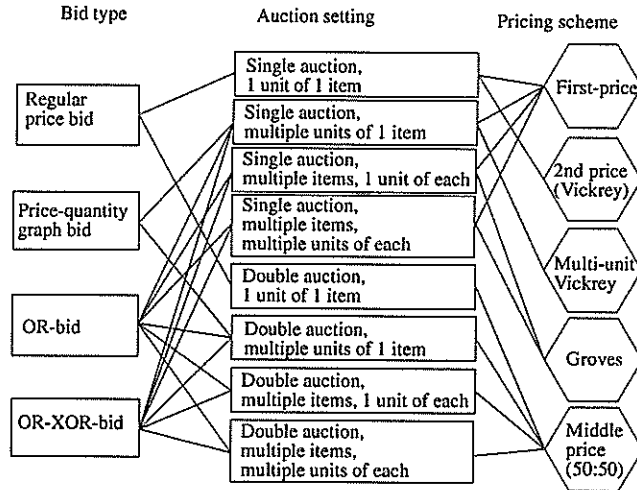 Bid type
Auction setting
Pricing scheme
Regular
price bid
Price-quantity
graph bid
OR-bid
OR-XOR-bid
Single auction,
1 unit of 1 item
Single auction,
multiple units of 1 item
Single auction,
multiple items, 1 unit of each
Single auction,
multiple items,
multiple units of each
Double auction,
1 unit of 1 item
Double auction,
multiple units of 1 item
Double auction,
multiple items, 1 unit of each
Double auction,
multiple items,
multiple units of each
First-price
2nd price
(Vickrey)
Multi-unit
Vickrey
Groves
Middle
price
(50:50)